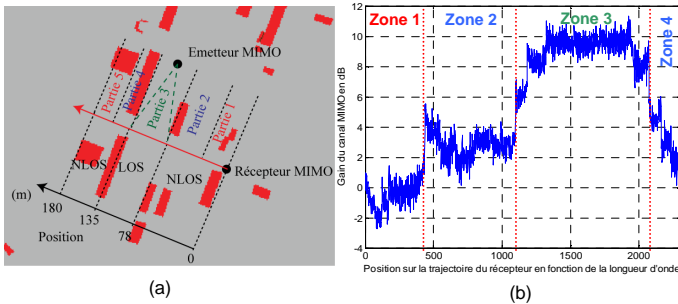 Emetteur MIMO
Partie 5
Partie 4
Partie 3
Partie 2
Partie 1
NLOS
LOS
NLOS
Récepteur MIMO
(m)
180
135
78
0
Position
(a)
Zone 1
Zone 2
Zone 3
Zone 4
Gain du canal MIMO en dB
12
10
8
6
4
2
0
-2
-4
0
500
1000
1500
2000
Position sur la trajectoire du récepteur en fonction de la longueur d'onde
(b)